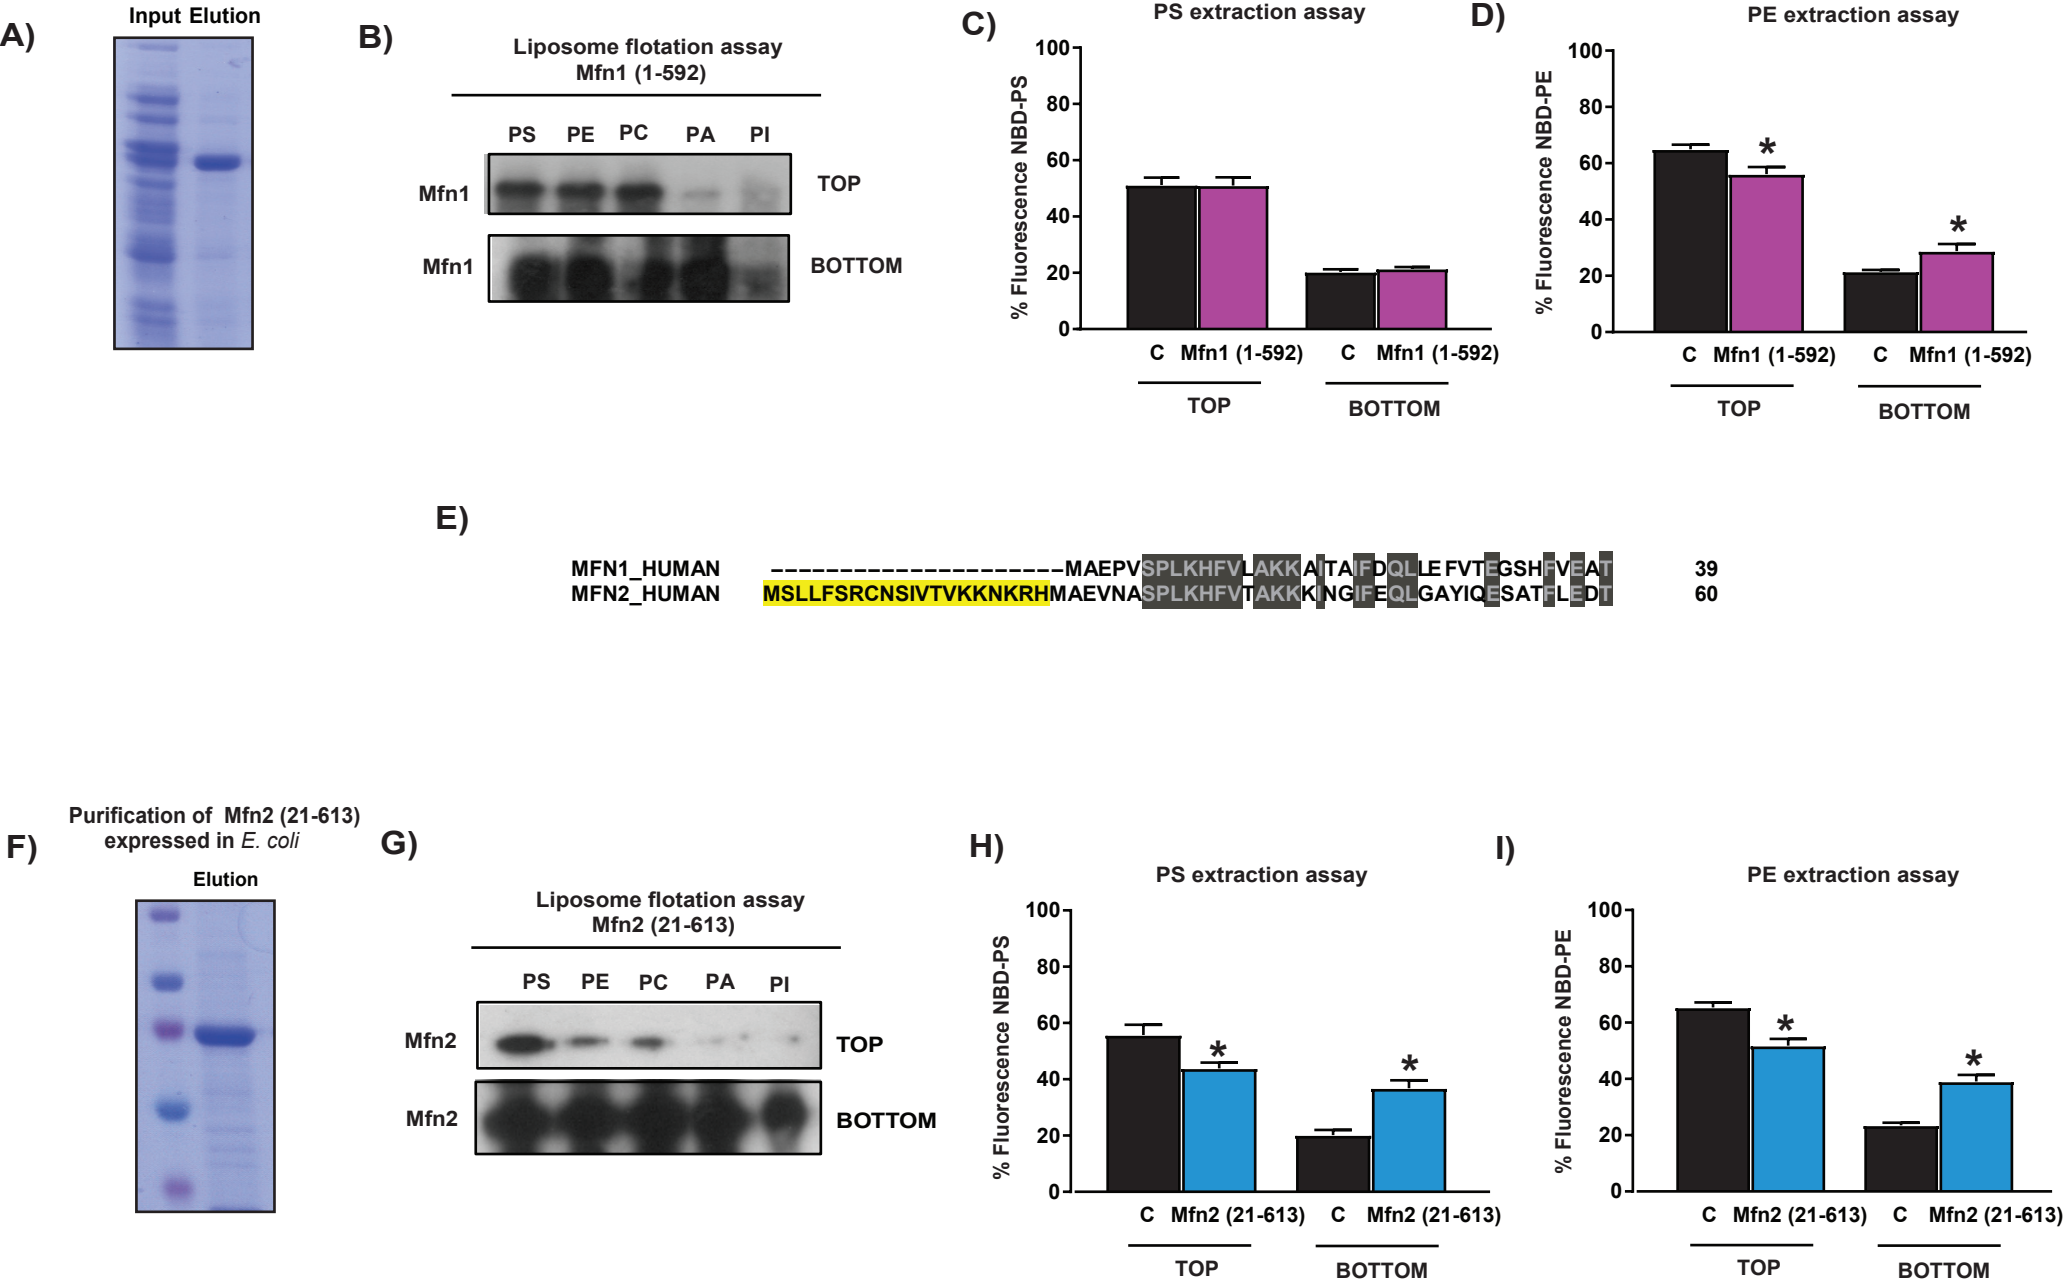 A)
Input Elution
B)
Liposome flotation assay
Mfn1 (1-592)
PS PE PC PA PI
Mfn1 TOP
Mfn1 BOTTOM
C)
PS extraction assay
% Fluorescence NBD-PS
100
80
60
40
20
0
C Mfn1 (1-592) C Mfn1 (1-592)
TOP BOTTOM
D)
PE extraction assay
% Fluorescence NBD-PE
100
80
60
40
20
0
* *
C Mfn1 (1-592) C Mfn1 (1-592)
TOP BOTTOM
E)
MFN1_HUMAN ---------------------MAEPVSPLKHFVLAKKAITAIFDQLLEFVTEGSHFVEAT 39
MFN2_HUMAN MSLLFSRCNSIVTVKKNKRHMAEVNASPLKHFVTAKKKINGIFEQLGAYIQESATFLEDT 60
F)
Purification of Mfn2 (21-613)
expressed in E. coli
Elution
G)
Liposome flotation assay
Mfn2 (21-613)
PS PE PC PA PI
Mfn2 TOP
Mfn2 BOTTOM
H)
PS extraction assay
% Fluorescence NBD-PS
100
80
60
40
20
0
* *
C Mfn2 (21-613) C Mfn2 (21-613)
TOP BOTTOM
I)
PE extraction assay
% Fluorescence NBD-PE
100
80
60
40
20
0
* *
C Mfn2 (21-613) C Mfn2 (21-613)
TOP BOTTOM